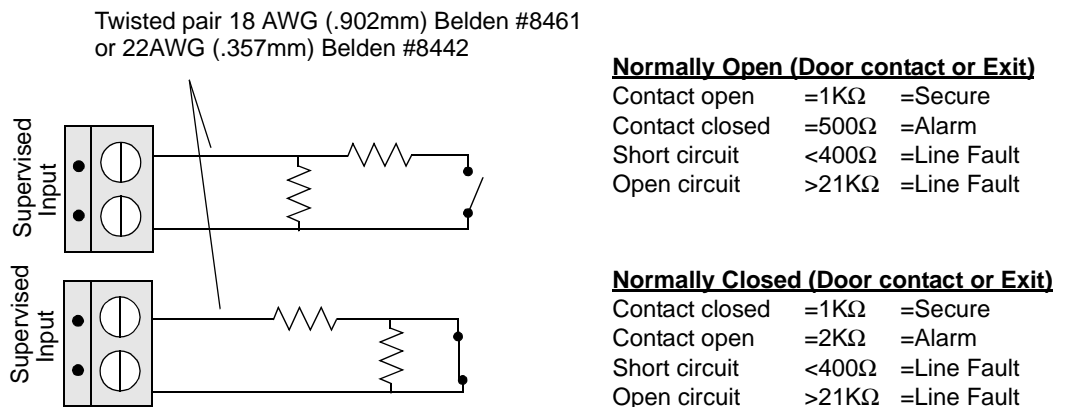 Twisted pair 18 AWG (.902mm) Belden #8461
or 22AWG (.357mm) Belden #8442
Supervised
Input
Normally Open (Door contact or Exit)
Contact open =1KΩ =Secure
Contact closed =500Ω =Alarm
Short circuit <400Ω =Line Fault
Open circuit >21KΩ =Line Fault
Supervised
Input
Normally Closed (Door contact or Exit)
Contact closed =1KΩ =Secure
Contact open =2KΩ =Alarm
Short circuit <400Ω =Line Fault
Open circuit >21KΩ =Line Fault